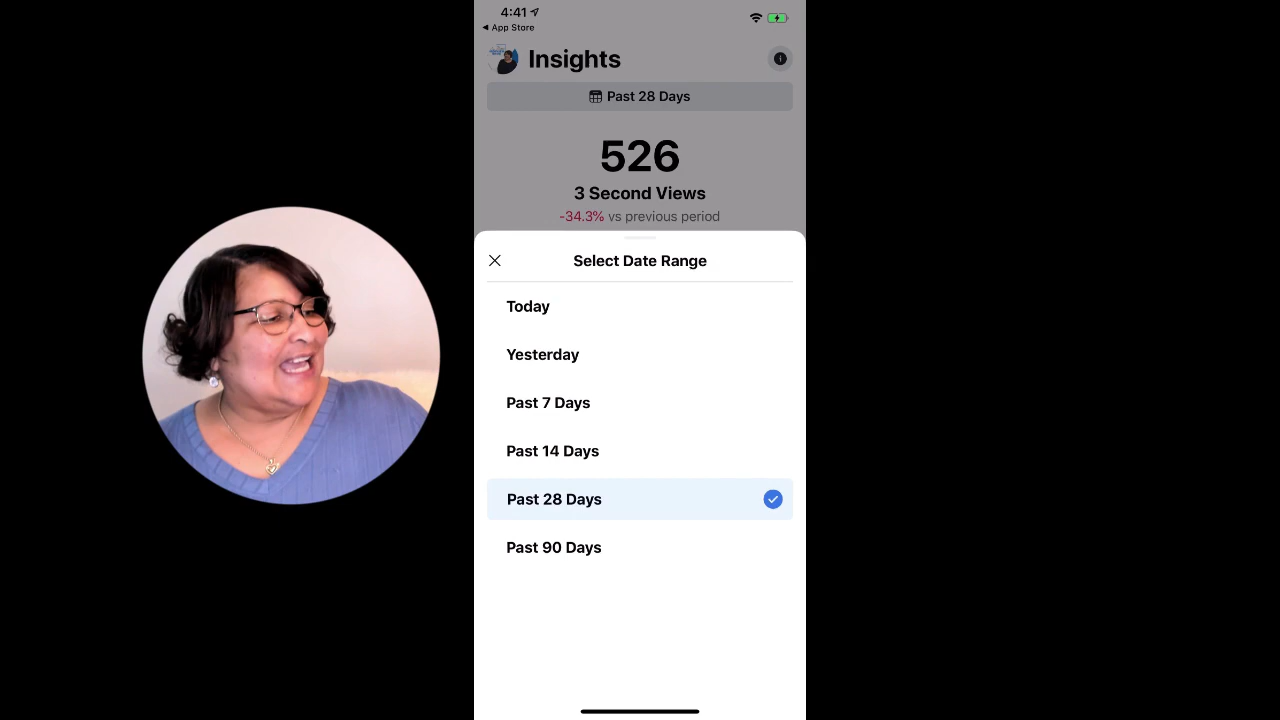 4:41
App Store
Insights
Past 28 Days
526
3 Second Views
-34.3% vs previous period
Select Date Range
Today
Yesterday
Past 7 Days
Past 14 Days
Past 28 Days
Past 90 Days